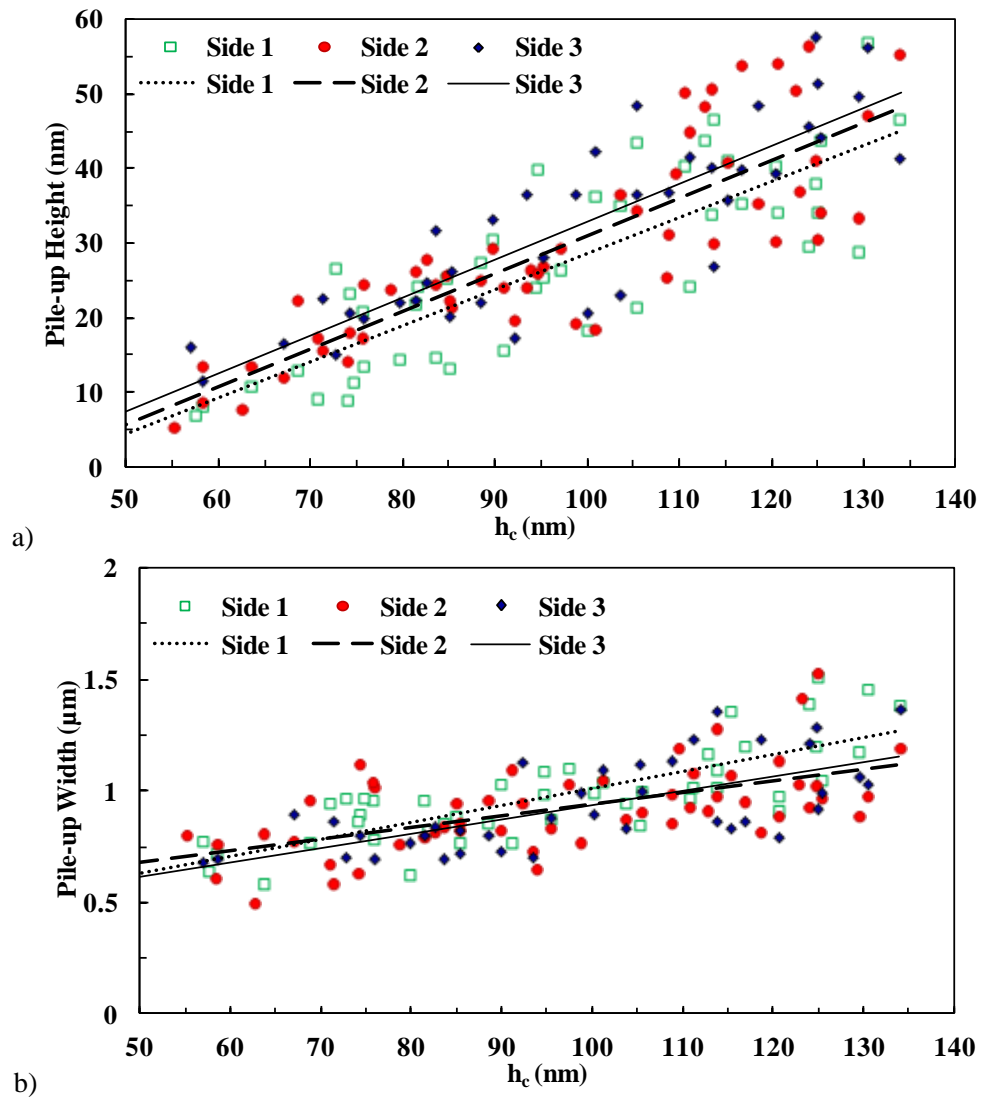 60
Side 1 Side 2 Side 3
Side 1 Side 2 Side 3
50
40
30
20
10
0
Pile-up Height (nm)
50 60 70 80 90 100 110 120 130 140
h_c (nm)
a)
2
Side 1 Side 2 Side 3
Side 1 Side 2 Side 3
1.5
1
0.5
0
Pile-up Width (µm)
50 60 70 80 90 100 110 120 130 140
h_c (nm)
b)